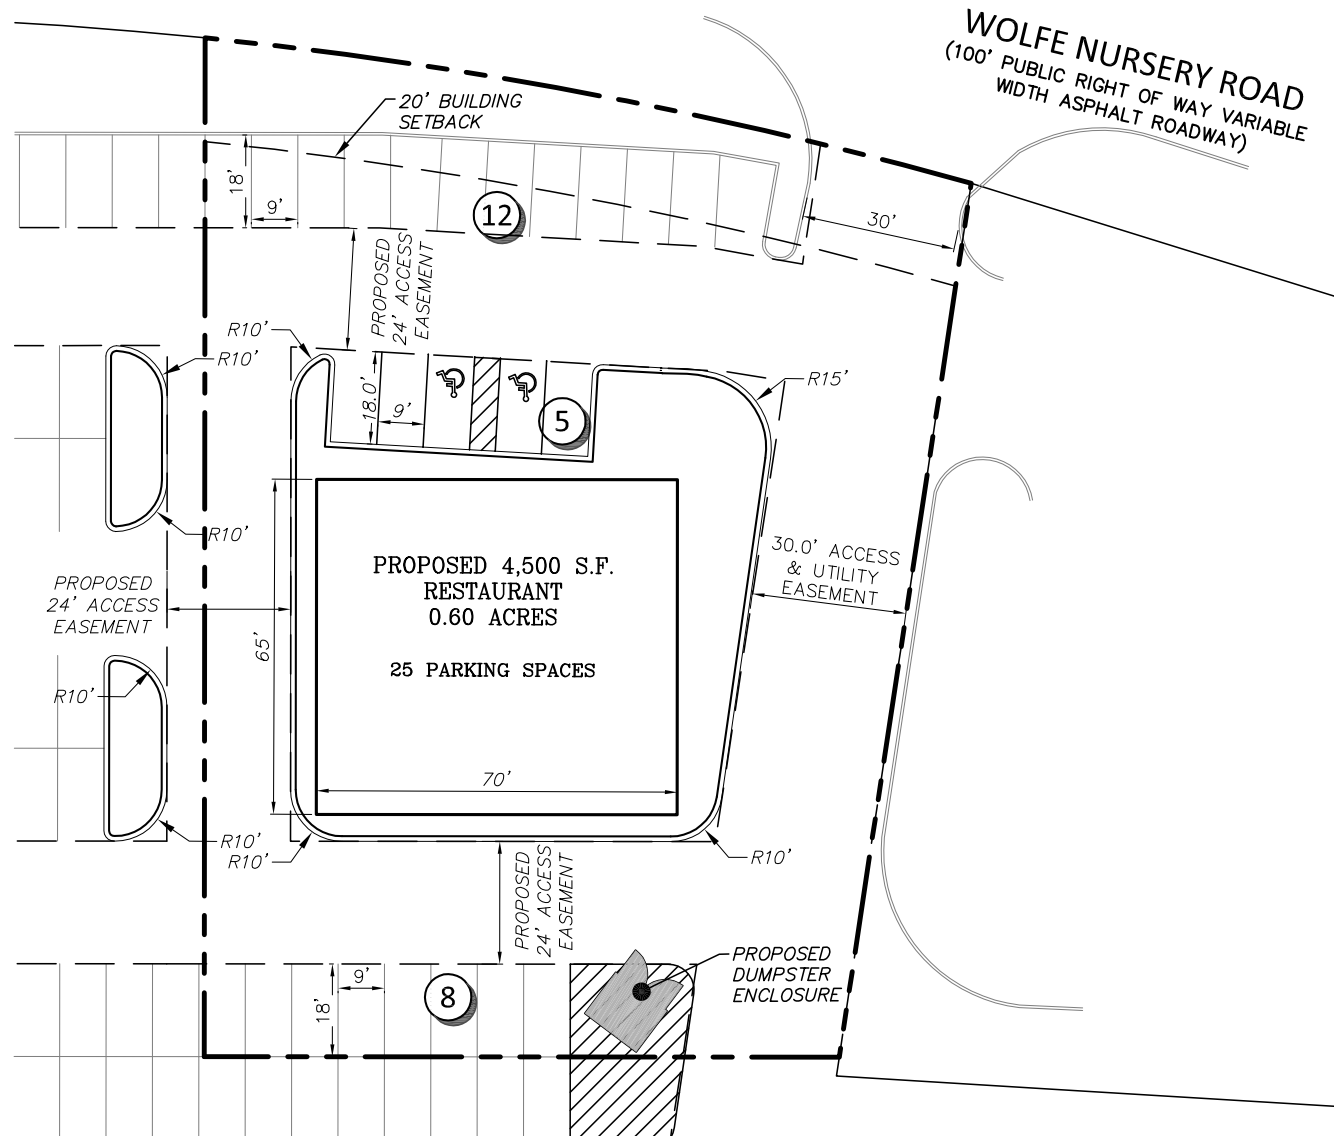 WOLFE NURSERY ROAD
(100' PUBLIC RIGHT OF WAY VARIABLE
WIDTH ASPHALT ROADWAY)
20' BUILDING
SETBACK
18'
9'
12
30'
PROPOSED
24' ACCESS
EASEMENT
R10'
R10'
R15'
18.0'
9'
5
R10'
30.0' ACCESS
& UTILITY
EASEMENT
PROPOSED 4,500 S.F.
RESTAURANT
0.60 ACRES
25 PARKING SPACES
PROPOSED
24' ACCESS
EASEMENT
65'
R10'
70'
R10'
R10'
R10'
PROPOSED
24' ACCESS
EASEMENT
PROPOSED
DUMPSTER
ENCLOSURE
9'
18'
8